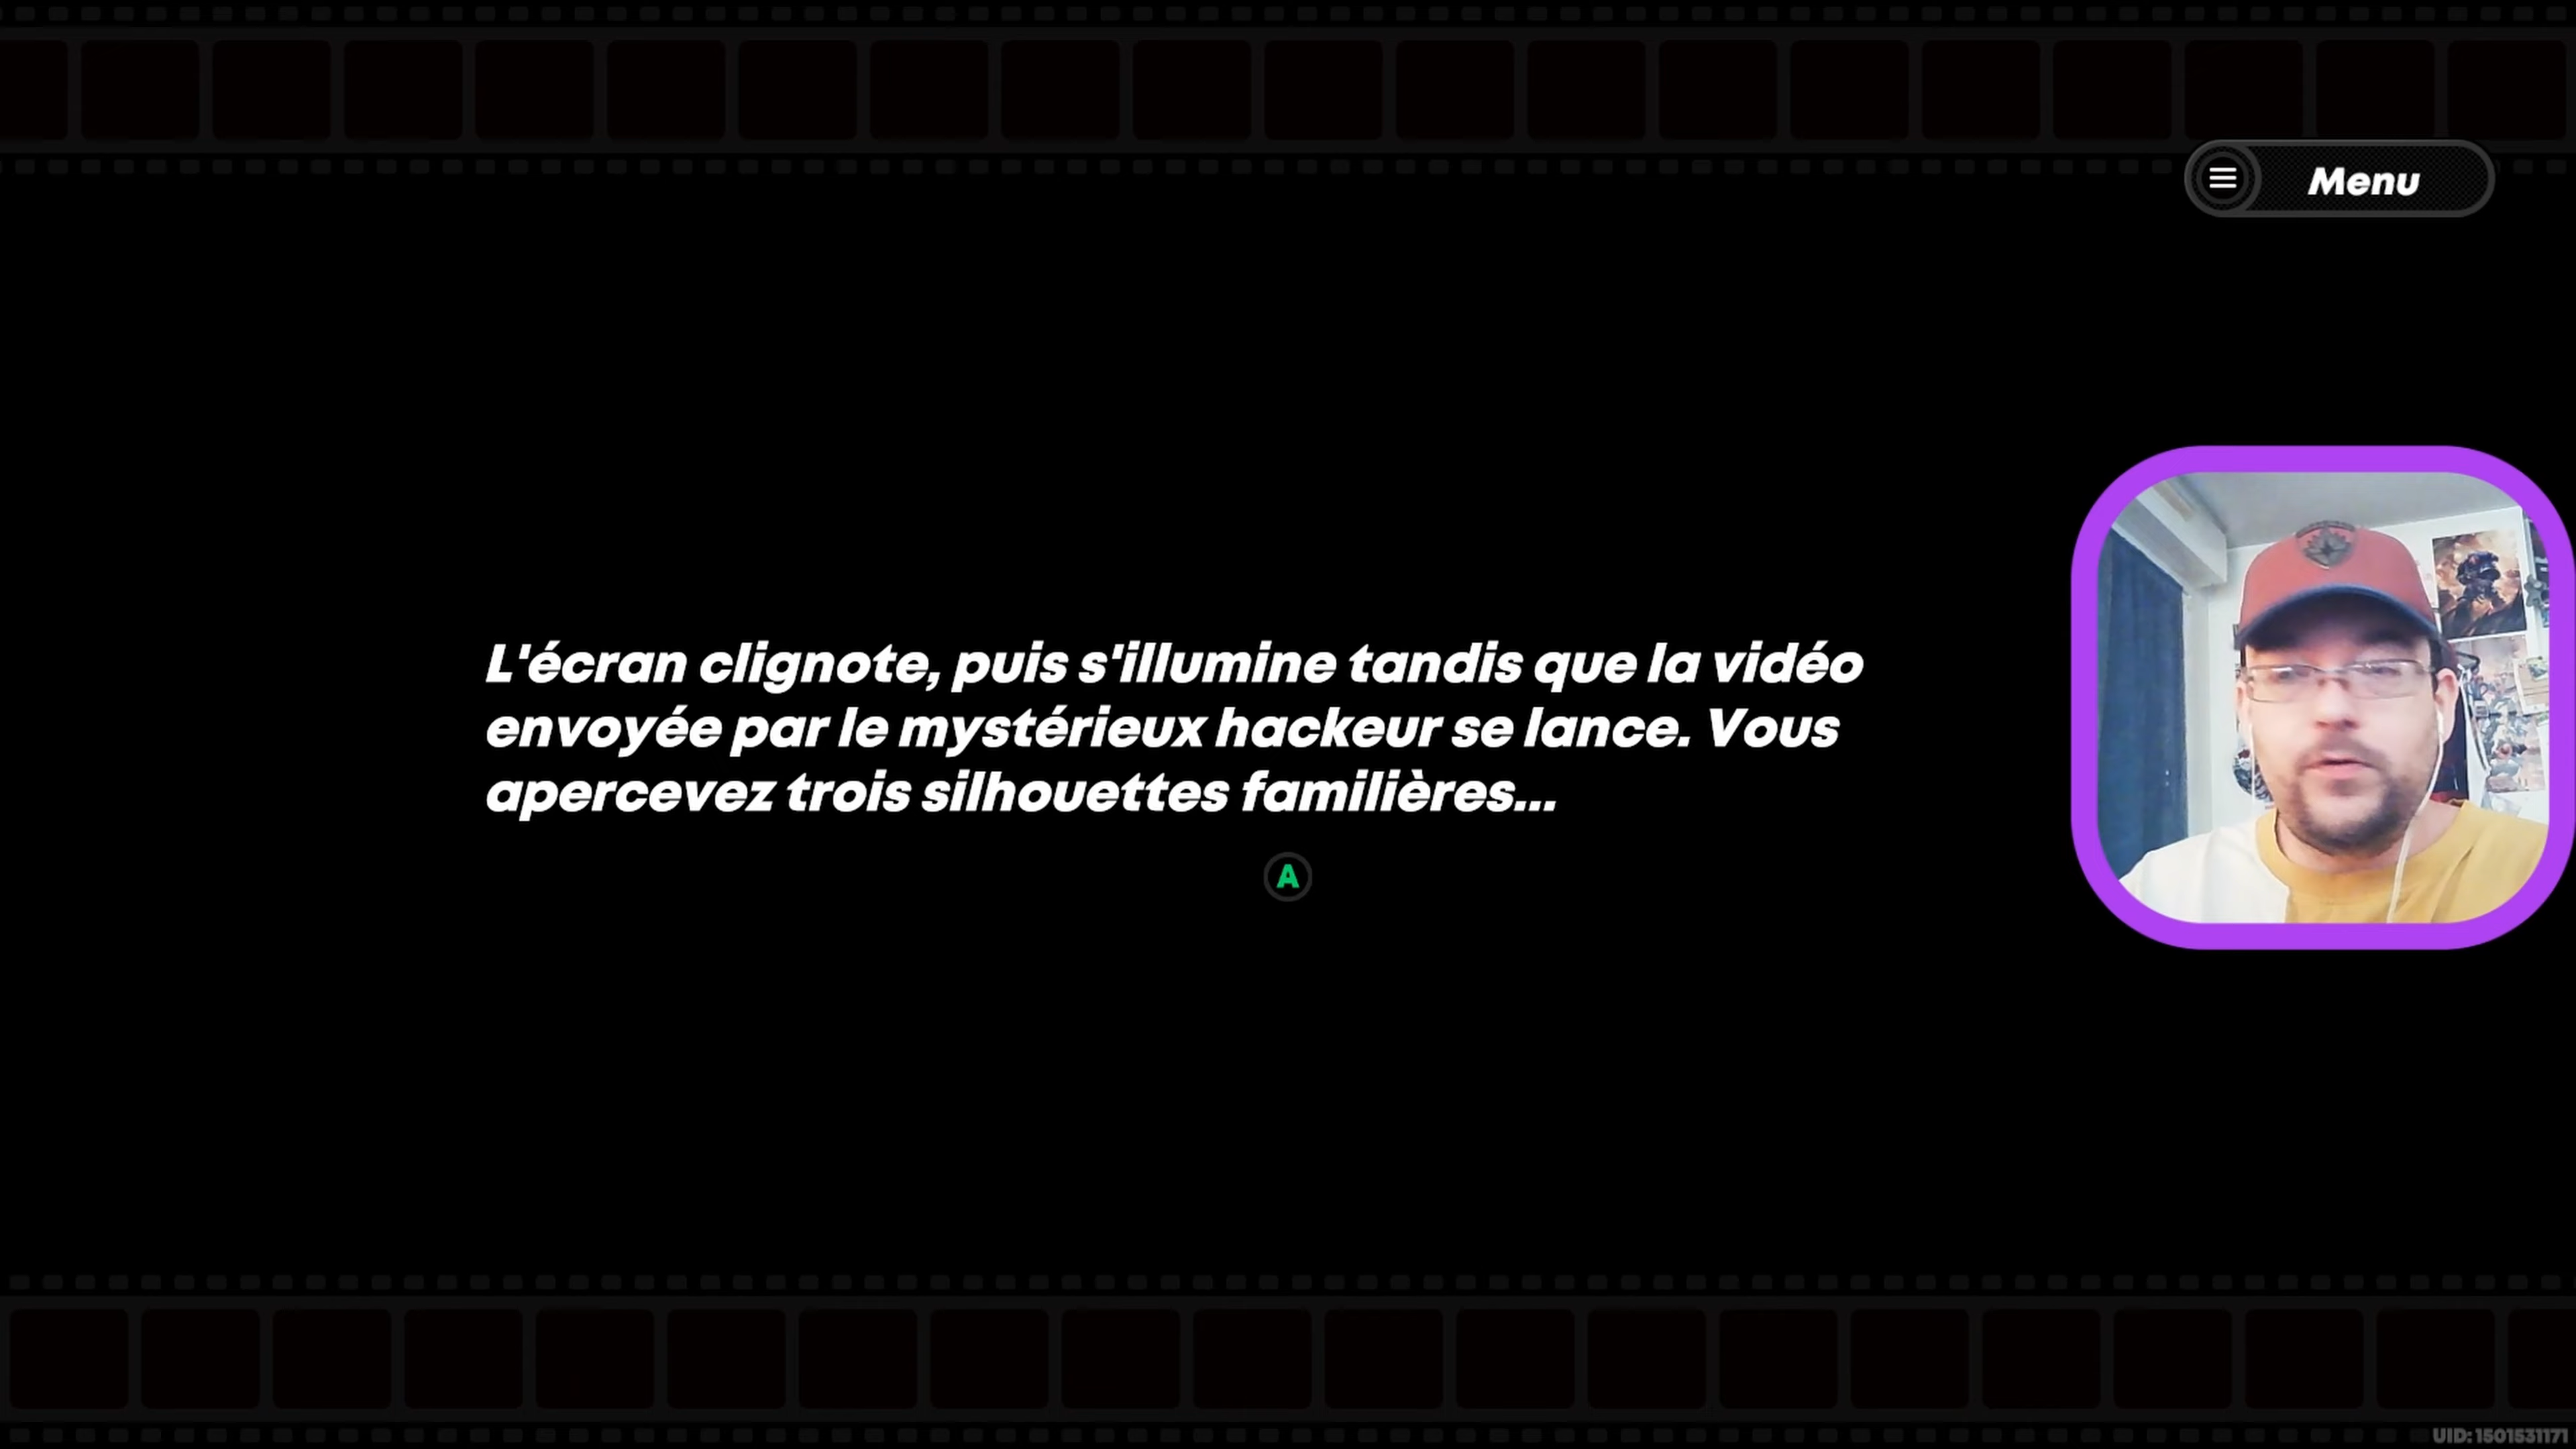 Menu
L'écran clignote, puis s'illumine tandis que la vidéo
envoyée par le mystérieux hackeur se lance. Vous
apercevez trois silhouettes familières...
A
UID: 1501531171